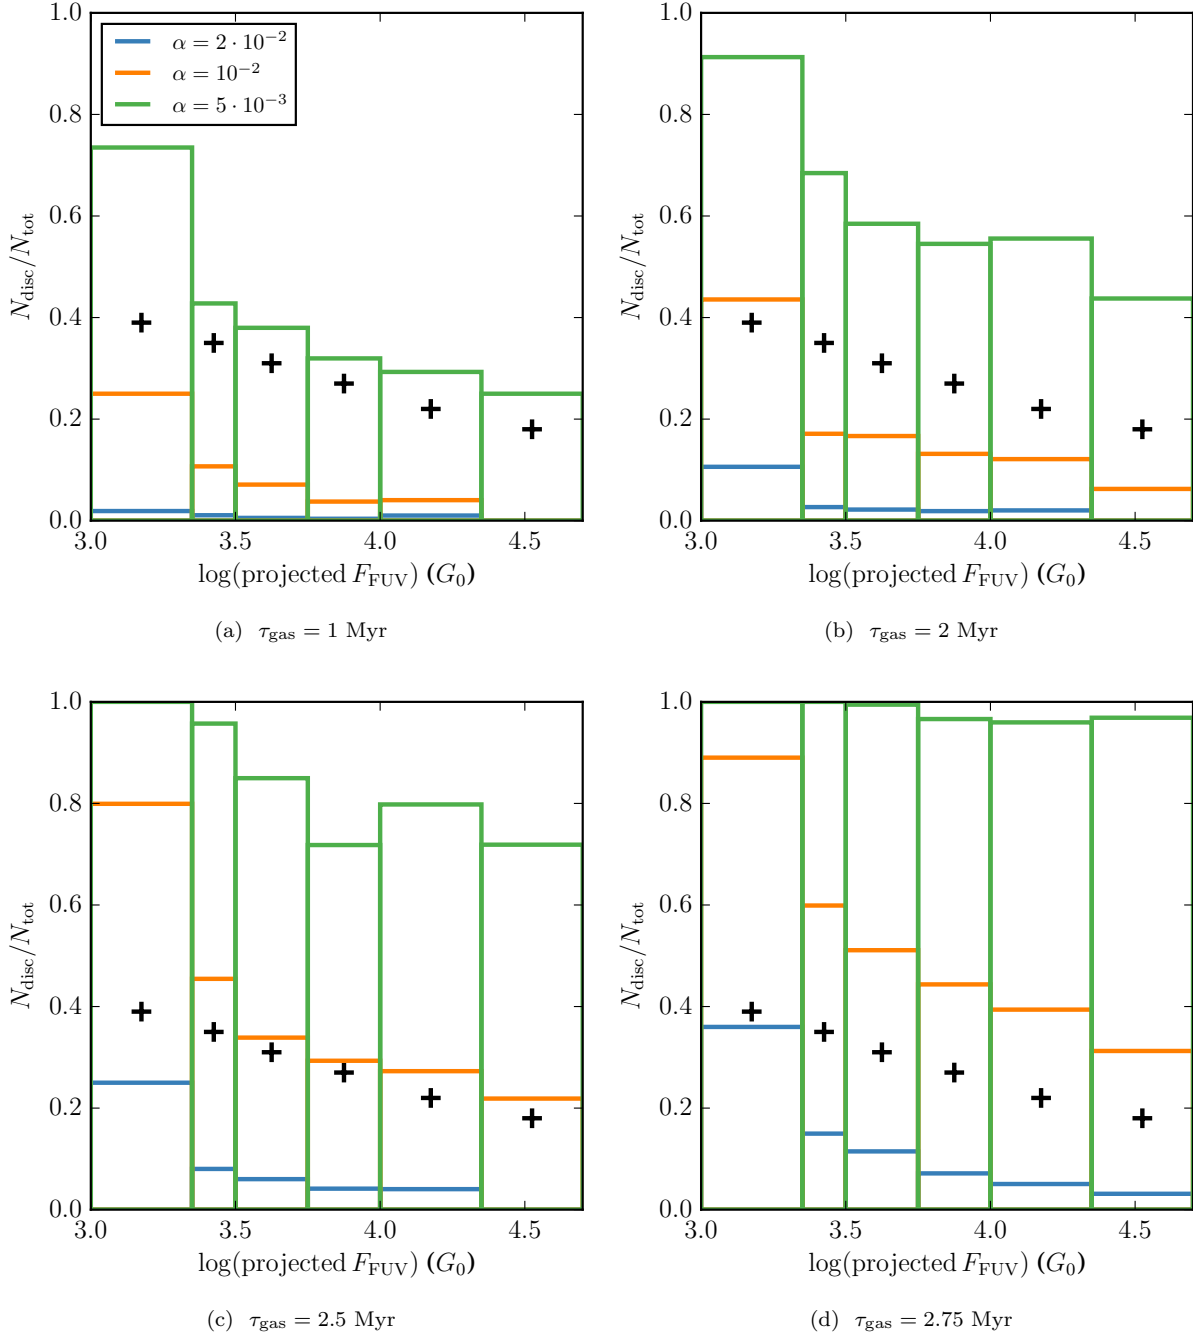 1.0
0.8
0.6
0.4
0.2
0.0
N_disc/N_tot
α = 2 · 10^−2
α = 10^−2
α = 5 · 10^−3
3.0 3.5 4.0 4.5
log(projected F_FUV) (G_0)
(a) τ_gas = 1 Myr
1.0
0.8
0.6
0.4
0.2
0.0
N_disc/N_tot
3.0 3.5 4.0 4.5
log(projected F_FUV) (G_0)
(b) τ_gas = 2 Myr
1.0
0.8
0.6
0.4
0.2
0.0
N_disc/N_tot
3.0 3.5 4.0 4.5
log(projected F_FUV) (G_0)
(c) τ_gas = 2.5 Myr
1.0
0.8
0.6
0.4
0.2
0.0
N_disc/N_tot
3.0 3.5 4.0 4.5
log(projected F_FUV) (G_0)
(d) τ_gas = 2.75 Myr